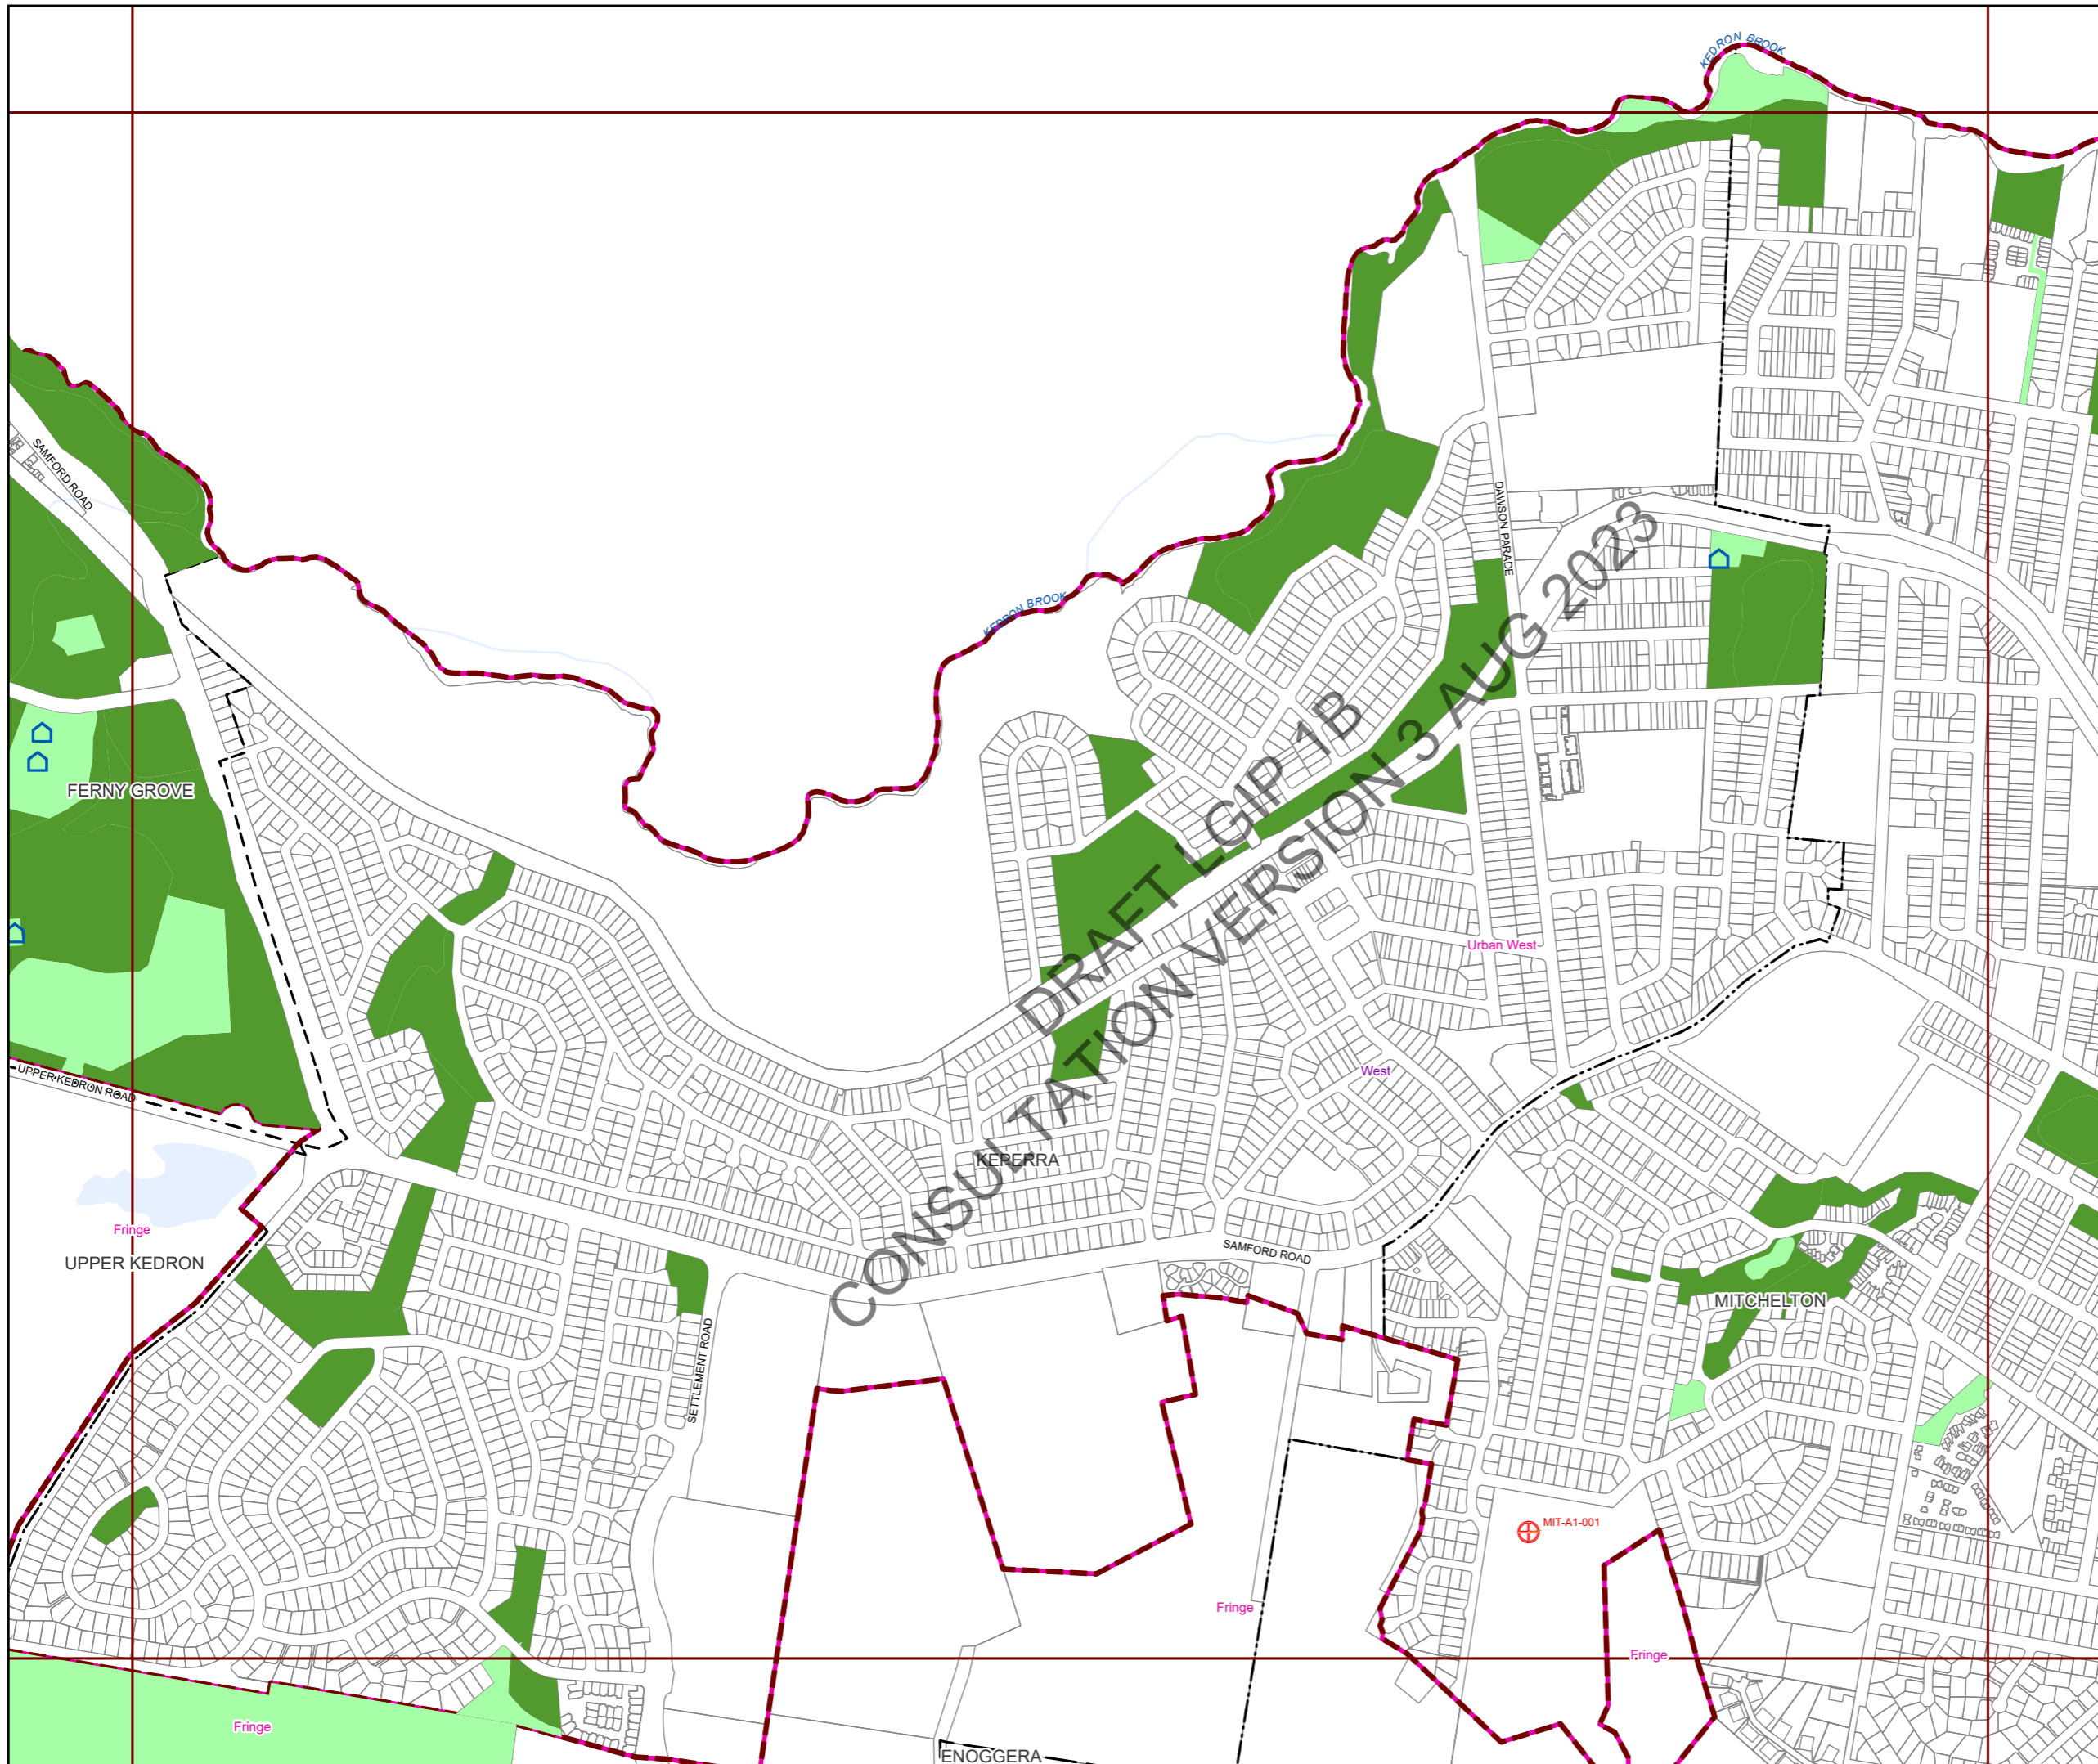 KEDRON BROOK
SAMFORD ROAD
DAWSON PARADE
KEDRON BROOK
FERNY GROVE
DRAFT LGIP 1B
CONSULTATION VERSION 3 AUG 2023
Urban West
West
UPPER KEDRON ROAD
KEPERRA
Fringe
UPPER KEDRON
SAMFORD ROAD
MITCHELTON
SETTLEMENT ROAD
MIT-A1-001
Fringe
Fringe
Fringe
ENOGGERA